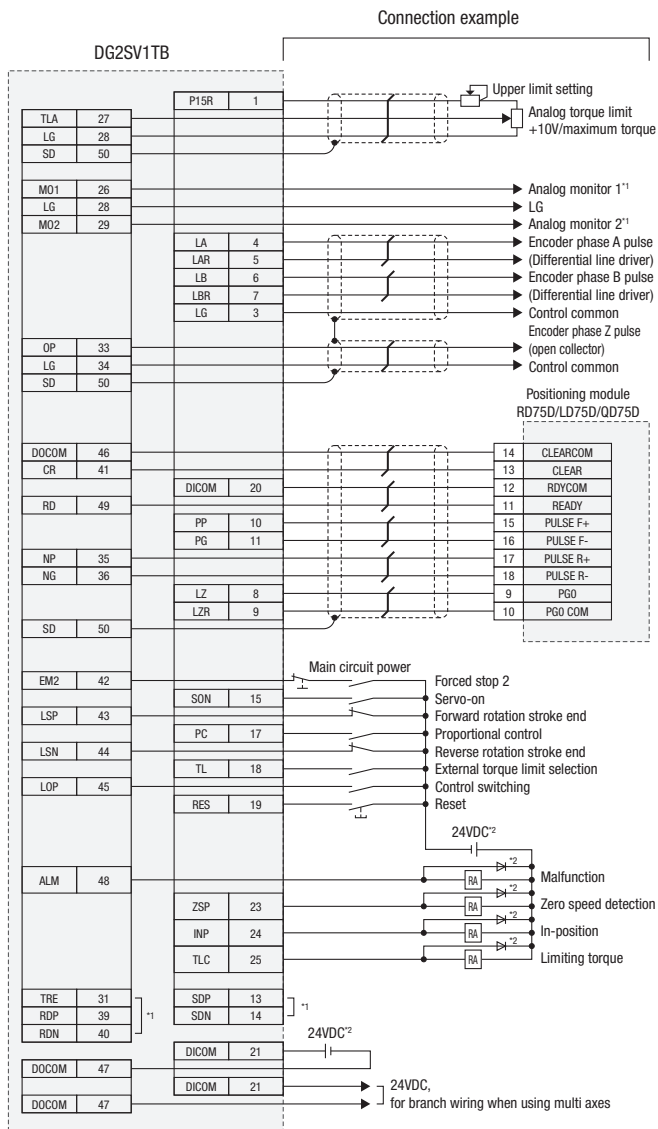 Connection example
DG2SV1TB
P15R 1
Upper limit setting
TLA 27
Analog torque limit
LG 28
+10V/maximum torque
SD 50
MO1 26 Analog monitor 1*1
LG 28 LG
MO2 29 Analog monitor 2*1
LA 4 Encoder phase A pulse
LAR 5 (Differential line driver)
LB 6 Encoder phase B pulse
LBR 7 (Differential line driver)
LG 3 Control common
Encoder phase Z pulse
OP 33 (open collector)
LG 34 Control common
SD 50
Positioning module
RD75D/LD75D/QD75D
DOCOM 46 14 CLEARCOM
CR 41 13 CLEAR
DICOM 20 12 RDYCOM
RD 49 11 READY
PP 10 15 PULSE F+
PG 11 16 PULSE F-
NP 35 17 PULSE R+
NG 36 18 PULSE R-
LZ 8 9 PG0
LZR 9 10 PG0 COM
SD 50
Main circuit power
EM2 42 Forced stop 2
SON 15 Servo-on
LSP 43 Forward rotation stroke end
PC 17 Proportional control
LSN 44 Reverse rotation stroke end
TL 18 External torque limit selection
LOP 45 Control switching
RES 19 Reset
24VDC*2
*2
ALM 48 RA Malfunction
*2
ZSP 23 RA Zero speed detection
*2
INP 24 RA In-position
*2
TLC 25 RA Limiting torque
TRE 31 SDP 13
RDP 39 *1 SDN 14 *1
RDN 40
24VDC*2
DICOM 21
DOCOM 47
DICOM 21 24VDC,
DOCOM 47 for branch wiring when using multi axes